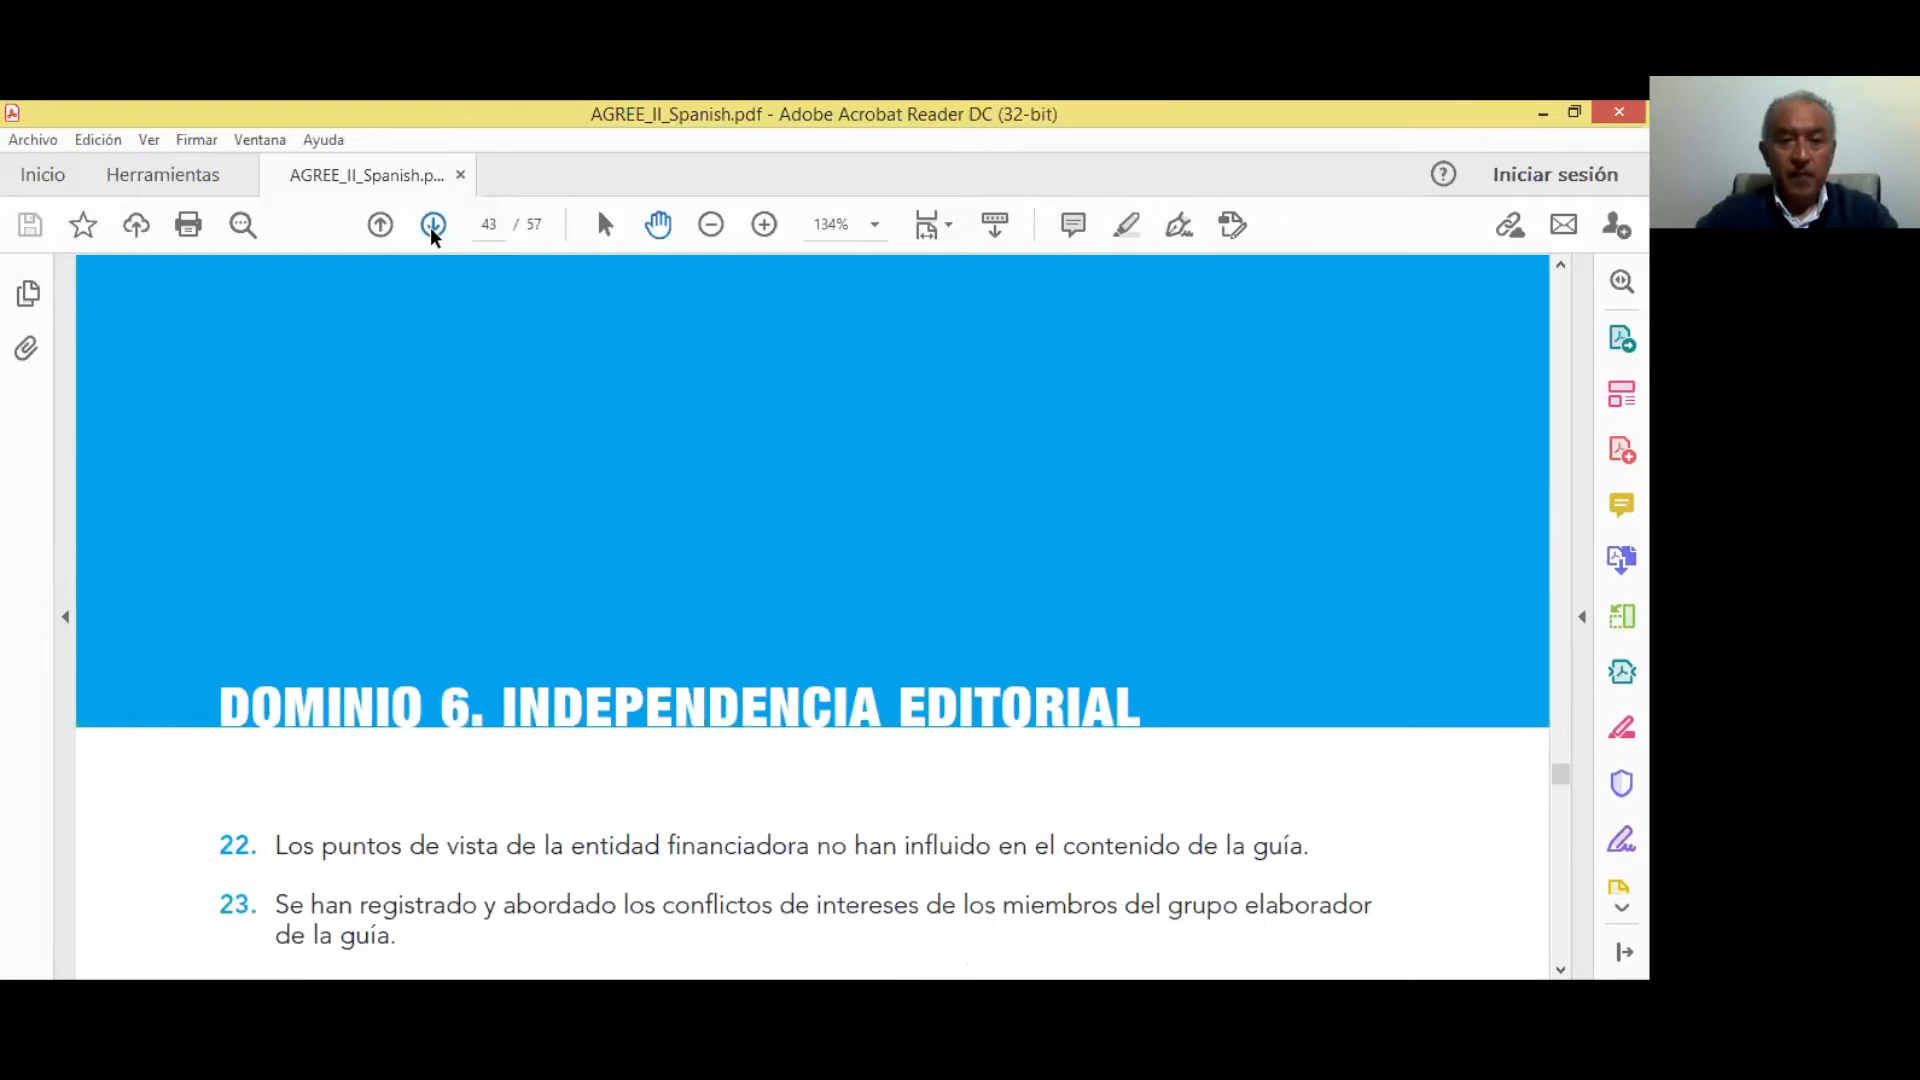 AGREE_II_Spanish.pdf - Adobe Acrobat Reader DC (32-bit)
Archivo Edición Ver Firmar Ventana Ayuda
Inicio Herramientas AGREE_II_Spanish.p... Iniciar sesión
43 / 57 134%
DOMINIO 6. INDEPENDENCIA EDITORIAL
22. Los puntos de vista de la entidad financiadora no han influido en el contenido de la guía.
23. Se han registrado y abordado los conflictos de intereses de los miembros del grupo elaborador
de la guía.